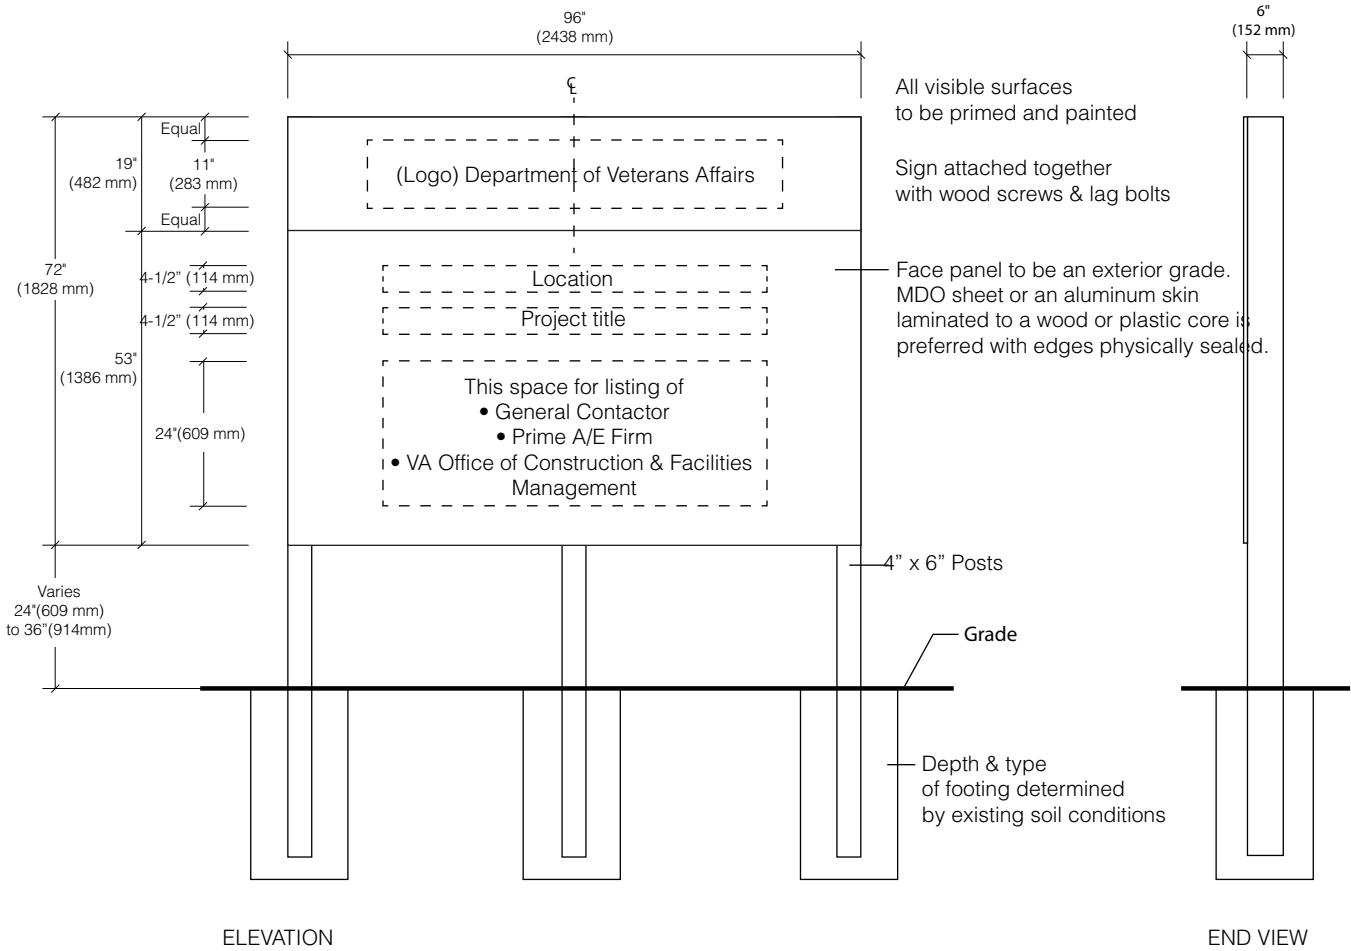 96"
(2438 mm)
6"
(152 mm)
℄
All visible surfaces
to be primed and painted
Sign attached together
with wood screws & lag bolts
Equal
19"
(482 mm)
11"
(283 mm)
Equal
(Logo) Department of Veterans Affairs
72"
(1828 mm)
4-1/2” (114 mm)
4-1/2” (114 mm)
53"
(1386 mm)
24"(609 mm)
Location
Project title
This space for listing of
• General Contactor
• Prime A/E Firm
• VA Office of Construction & Facilities
Management
Face panel to be an exterior grade.
MDO sheet or an aluminum skin
laminated to a wood or plastic core is
preferred with edges physically sealed.
4” x 6” Posts
Varies
24"(609 mm)
to 36”(914mm)
Grade
Depth & type
of footing determined
by existing soil conditions
ELEVATION
END VIEW